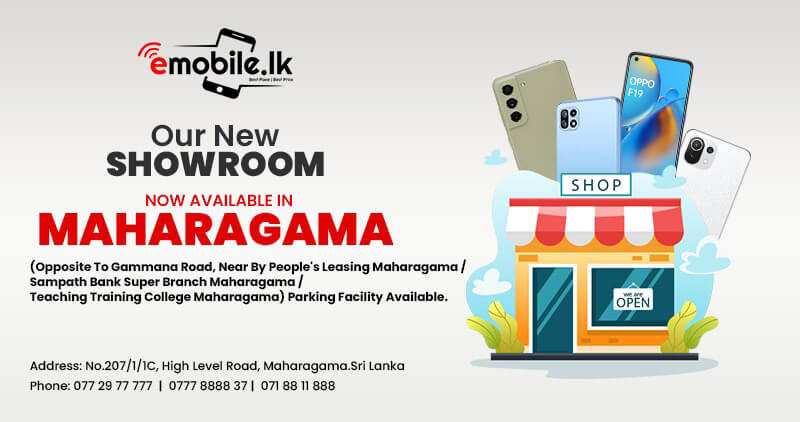 emobile.lk
Best Place | Best Price
Our New
SHOWROOM
NOW AVAILABLE IN
MAHARAGAMA
(Opposite To Gammana Road, Near By People's Leasing Maharagama /
Sampath Bank Super Branch Maharagama /
Teaching Training College Maharagama) Parking Facility Available.
Address: No.207/1/1C, High Level Road, Maharagama.Sri Lanka
Phone: 077 29 77 777 | 0777 8888 37 | 071 88 11 888
OPPO
F19
SHOP
we are
OPEN